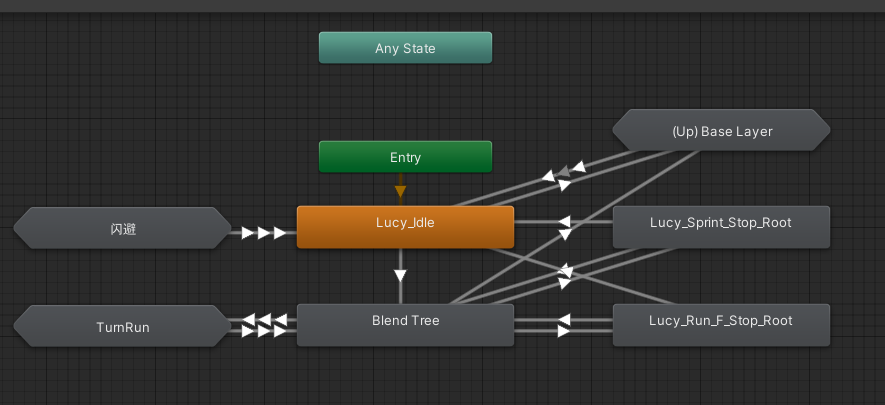 Any State
(Up) Base Layer
Entry
闪避
Lucy_Idle
Lucy_Sprint_Stop_Root
TurnRun
Blend Tree
Lucy_Run_F_Stop_Root